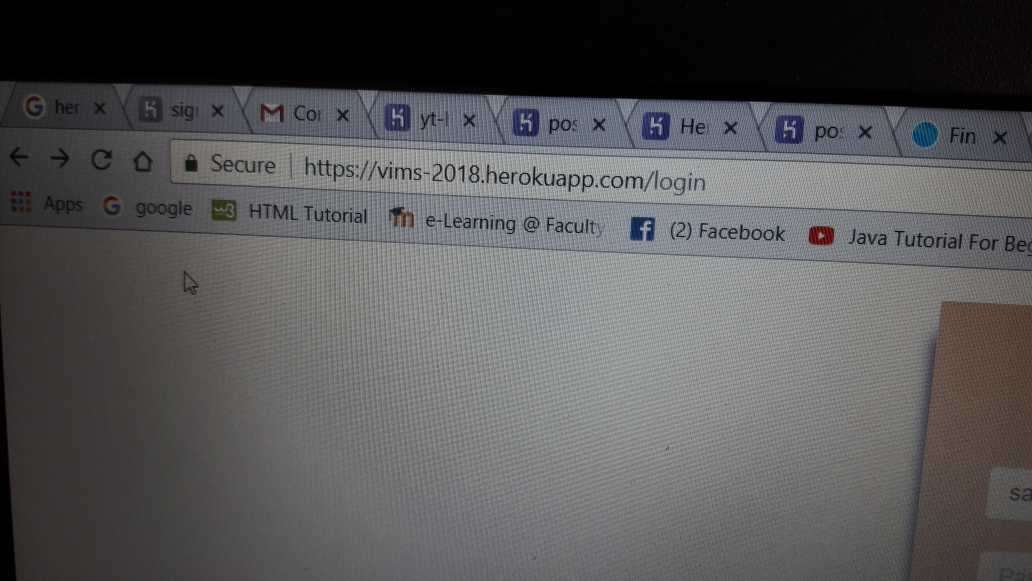 her sig Cor yt-l pos He pos Fin
Secure https://vims-2018.herokuapp.com/login
Apps google HTML Tutorial e-Learning @ Faculty (2) Facebook Java Tutorial For Beg
sa